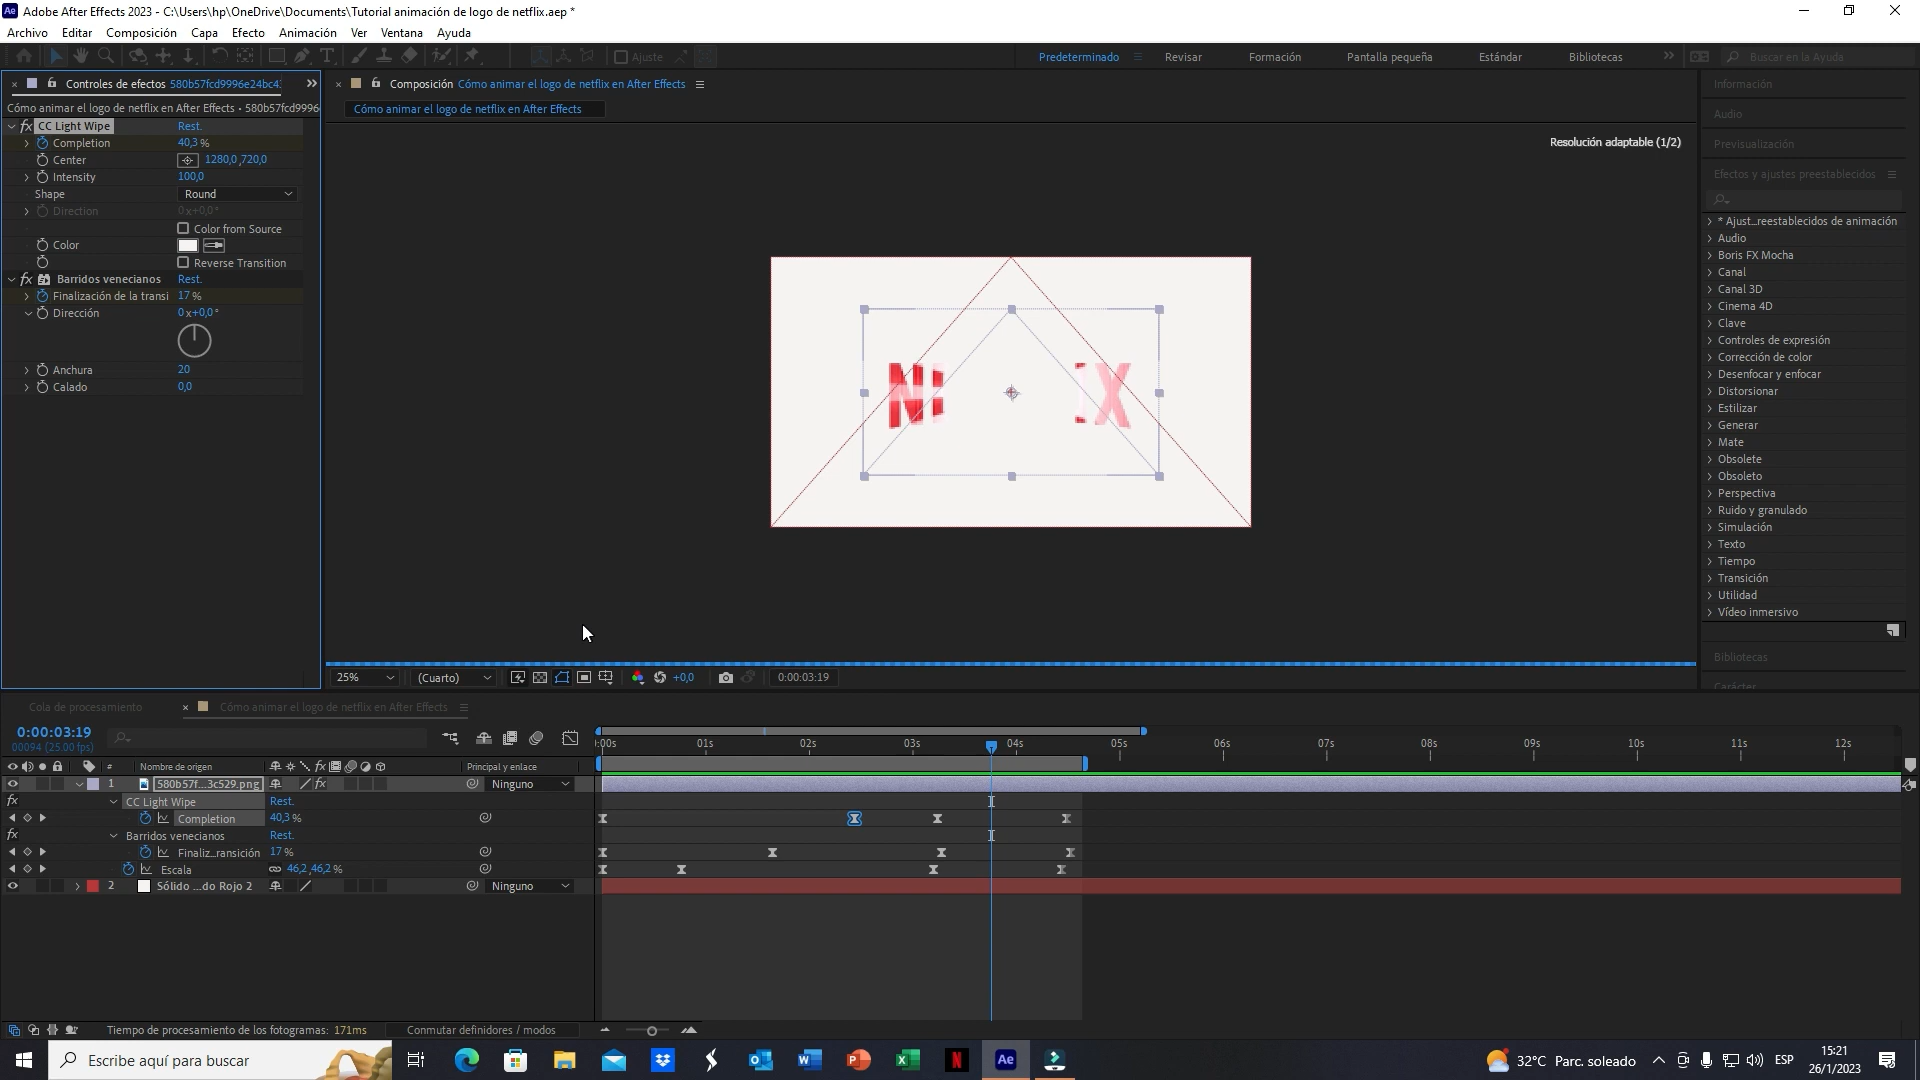 Adobe After Effects 2023 - C:\Users\hp\OneDrive\Documents\Tutorial animación de logo de netflix.aep *
Archivo Editar Composición Capa Efecto Animación Ver Ventana Ayuda
Ajuste Predeterminado Revisar Formación Pantalla pequeña Estándar Bibliotecas Buscar en la Ayuda
Controles de efectos 580b57fcd9996e24bc4
Composición Cómo animar el logo de netflix en After Effects
Cómo animar el logo de netflix en After Effects • 580b57fcd9996
Cómo animar el logo de netflix en After Effects
CC Light Wipe Rest.
Completion 40,3 %
Center 1280,0 ,720,0
Intensity 100,0
Shape Round
Direction 0 x+0,0 °
Color from Source
Color
Reverse Transition
Barridos venecianos Rest.
Finalización de la transi 17 %
Dirección 0 x+0,0 °
Anchura 20
Calado 0,0
Resolución adaptable (1/2)
Información
Audio
Previsualización
Efectos y ajustes preestablecidos
* Ajust...reestablecidos de animación
Audio
Boris FX Mocha
Canal
Canal 3D
Cinema 4D
Clave
Controles de expresión
Corrección de color
Desenfocar y enfocar
Distorsionar
Estilizar
Generar
Mate
Obsolete
Obsoleto
Perspectiva
Ruido y granulado
Simulación
Texto
Tiempo
Transición
Utilidad
Vídeo inmersivo
Bibliotecas
Carácter
25% (Cuarto) +0,0 0:00:03:19
Cola de procesamiento Cómo animar el logo de netflix en After Effects
0:00:03:19
00094 (25.00 fps)
:00s 01s 02s 03s 04s 05s 06s 07s 08s 09s 10s 11s 12s
# Nombre de origen Principal y enlace
1 580b57f...3c529.png Ninguno
CC Light Wipe Rest.
Completion 40,3 %
Barridos venecianos Rest.
Finaliz...ransición 17 %
Escala 46,2 ,46,2 %
2 Sólido ...do Rojo 2 Ninguno
Tiempo de procesamiento de los fotogramas: 171ms Conmutar definidores / modos
Escribe aquí para buscar
Ae
32°C Parc. soleado
ESP
15:21
26/1/2023